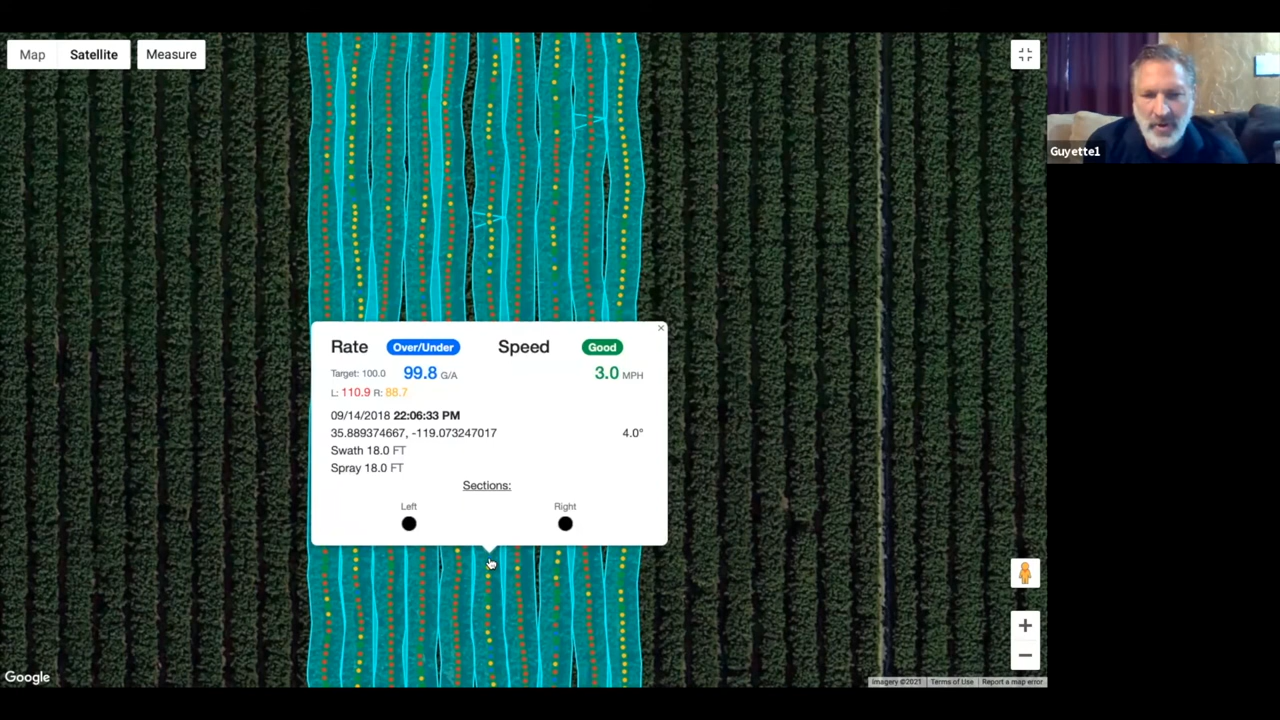 Map Satellite Measure
Guyette1
Rate Over/Under Speed Good
Target: 100.0 99.8 G/A 3.0 MPH
L: 110.9 R: 88.7
09/14/2018 22:06:33 PM
35.889374667, -119.073247017 4.0°
Swath 18.0 FT
Spray 18.0 FT
Sections:
Left Right
Google
Imagery ©2021 Terms of Use Report a map error